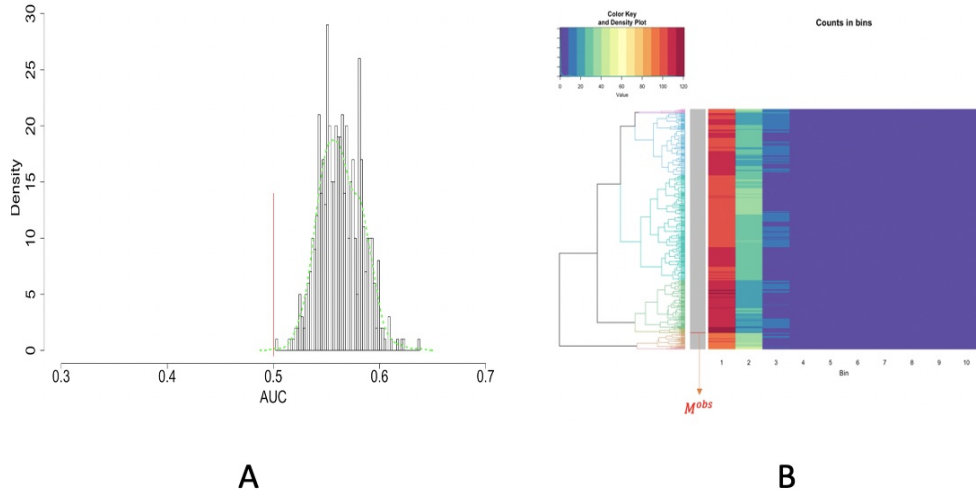 30
25
20
15
10
5
0
Density
0.3 0.4 0.5 0.6 0.7
AUC
A
Color Key
and Density Plot
0 20 40 60 80 100 120
Value
Counts in bins
1 2 3 4 5 6 7 8 9 10
Bin
M^obs
B